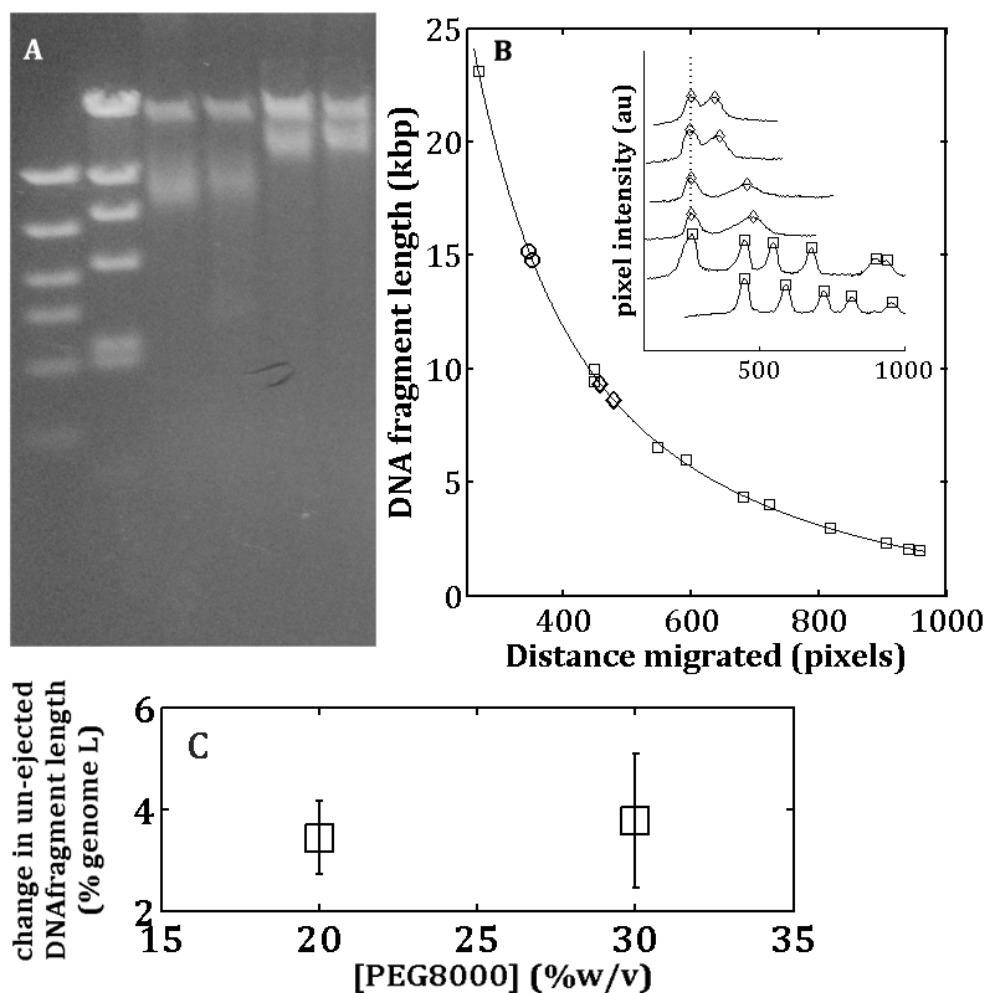 A
B
25
20
15
10
5
0
DNA fragment length (kbp)
400 600 800 1000
Distance migrated (pixels)
pixel intensity (au)
500 1000
change in un-ejected
DNAfragment length
(% genome L)
C
6
4
2
15 20 25 30 35
[PEG8000] (%w/v)